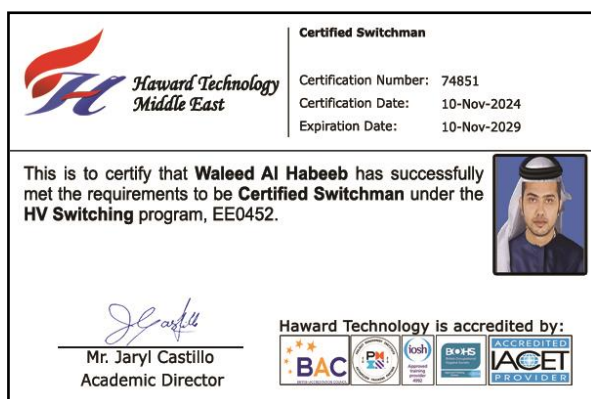 Haward Technology
Middle East
Certified Switchman
Certification Number: 74851
Certification Date: 10-Nov-2024
Expiration Date: 10-Nov-2029
This is to certify that Waleed Al Habeeb has successfully
met the requirements to be Certified Switchman under the
HV Switching program, EE0452.
Mr. Jaryl Castillo
Academic Director
Haward Technology is accredited by:
BAC
iosh
Approved
training
provider
BOHS
ACCREDITED
IACET
PROVIDER